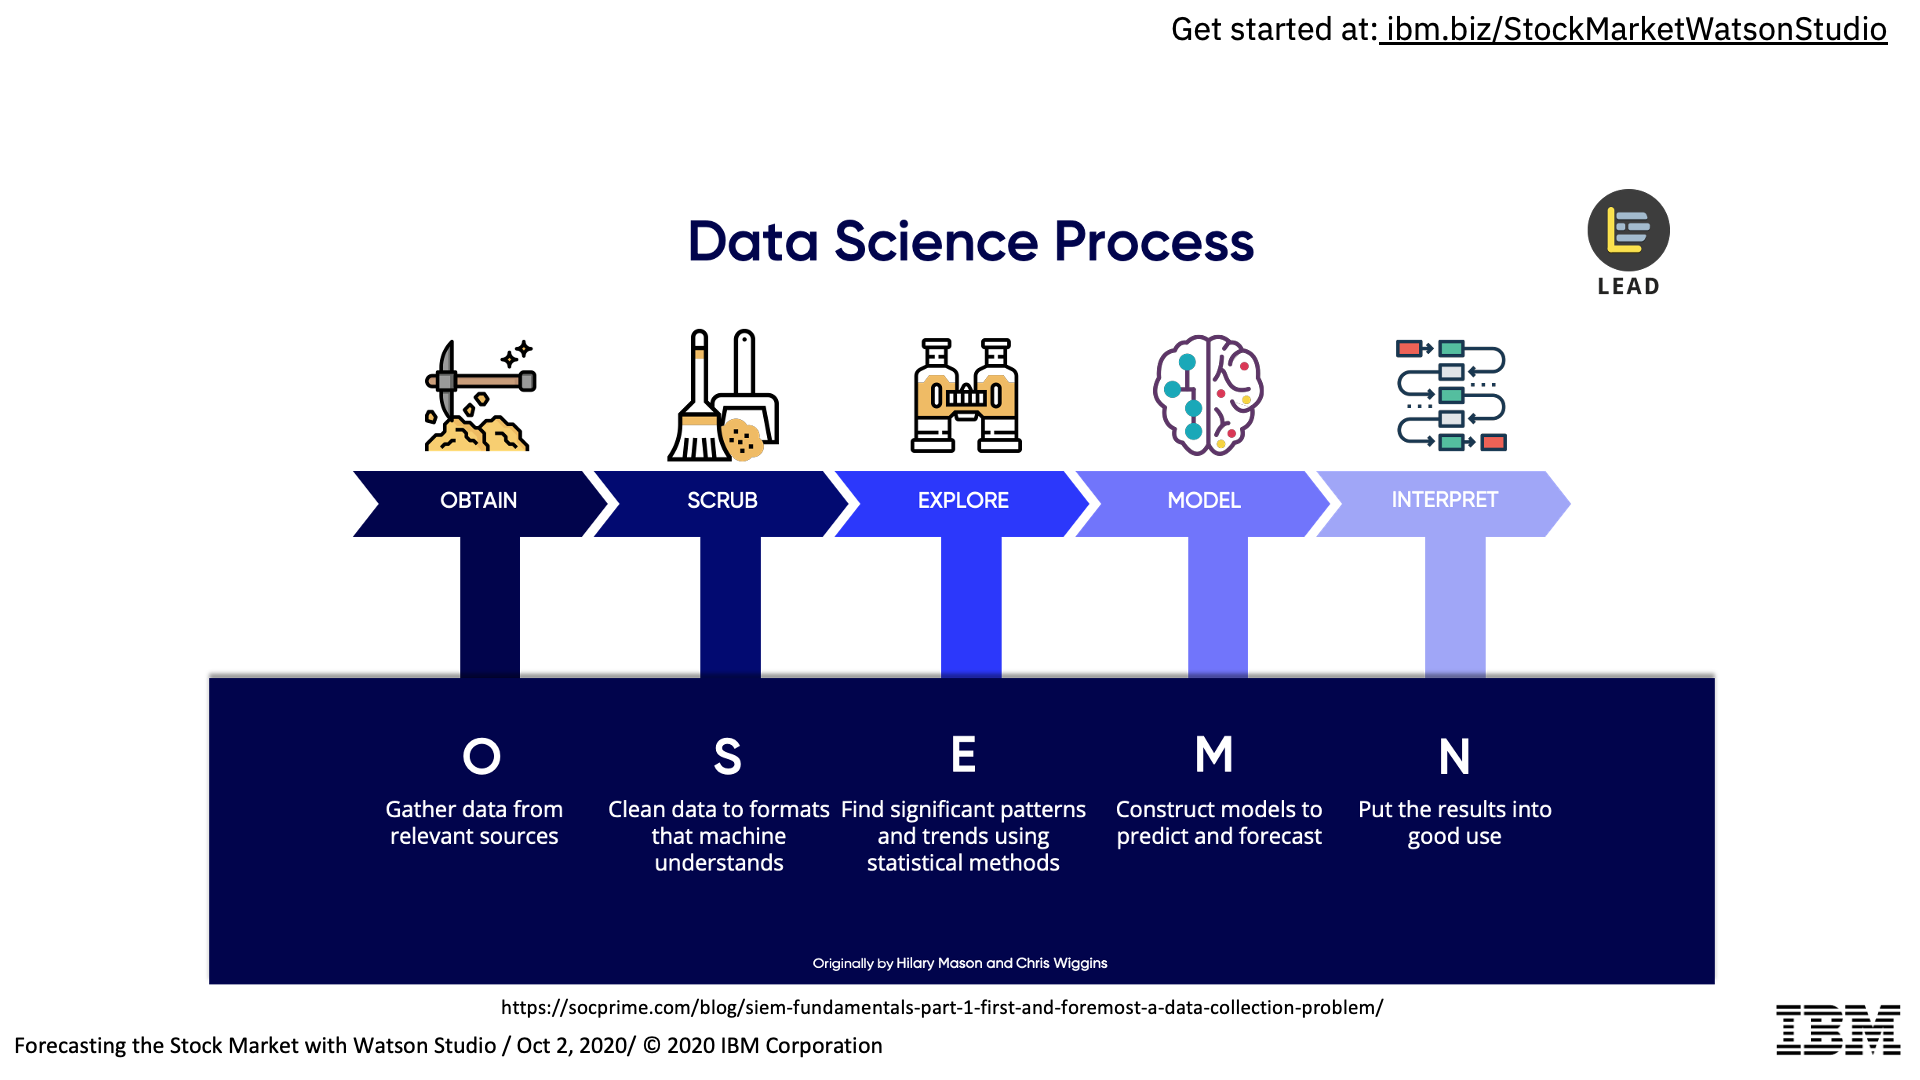 Get started at: ibm.biz/StockMarketWatsonStudio
Data Science Process
LEAD
OBTAIN
SCRUB
EXPLORE
MODEL
INTERPRET
O
S
E
M
N
Gather data from
relevant sources
Clean data to formats
that machine
understands
Find significant patterns
and trends using
statistical methods
Construct models to
predict and forecast
Put the results into
good use
Originally by Hilary Mason and Chris Wiggins
https://socprime.com/blog/siem-fundamentals-part-1-first-and-foremost-a-data-collection-problem/
Forecasting the Stock Market with Watson Studio / Oct 2, 2020/ © 2020 IBM Corporation
IBM